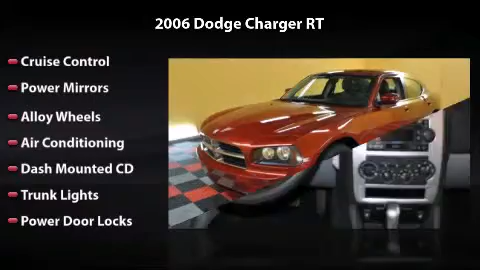 2006 Dodge Charger RT
Cruise Control
Power Mirrors
Alloy Wheels
Air Conditioning
Dash Mounted CD
Trunk Lights
Power Door Locks